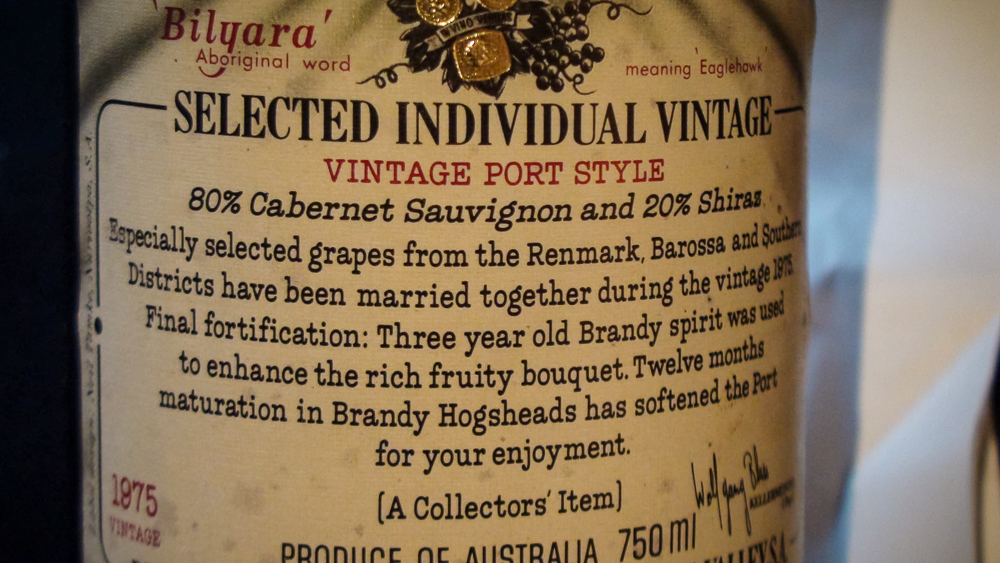 'Bilyara'
Aboriginal word
meaning 'Eaglehawk'
SELECTED INDIVIDUAL VINTAGE
VINTAGE PORT STYLE
80% Cabernet Sauvignon and 20% Shiraz
Especially selected grapes from the Renmark, Barossa and Southern
Districts have been married together during the vintage 1975.
Final fortification: Three year old Brandy spirit was used
to enhance the rich fruity bouquet. Twelve months
maturation in Brandy Hogsheads has softened the Port
for your enjoyment.
(A Collectors' Item)
Wolfgang Blass
1975
VINTAGE
PRODUCE OF AUSTRALIA 750 ml